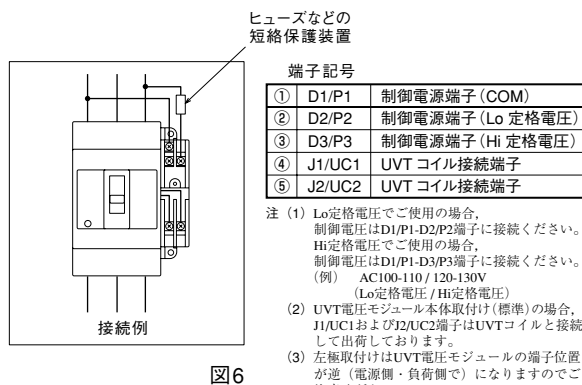 ヒューズなどの
短絡保護装置
接続例
図6
端子記号
① D1/P1 制御電源端子(COM)
② D2/P2 制御電源端子(Lo 定格電圧)
③ D3/P3 制御電源端子(Hi 定格電圧)
④ J1/UC1 UVT コイル接続端子
⑤ J2/UC2 UVT コイル接続端子
注(1)Lo定格電圧でご使用の場合,
制御電圧はD1/P1-D2/P2端子に接続ください。
Hi定格電圧でご使用の場合,
制御電圧はD1/P1-D3/P3端子に接続ください。
(例) AC100-110 / 120-130V
(Lo定格電圧 / Hi定格電圧)
(2)UVT電圧モジュール本体取付け(標準)の場合,
J1/UC1およびJ2/UC2端子はUVTコイルと接続
して出荷しております。
(3)左極取付けはUVT電圧モジュールの端子位置
が逆(電源側・負荷側で)になりますのでご